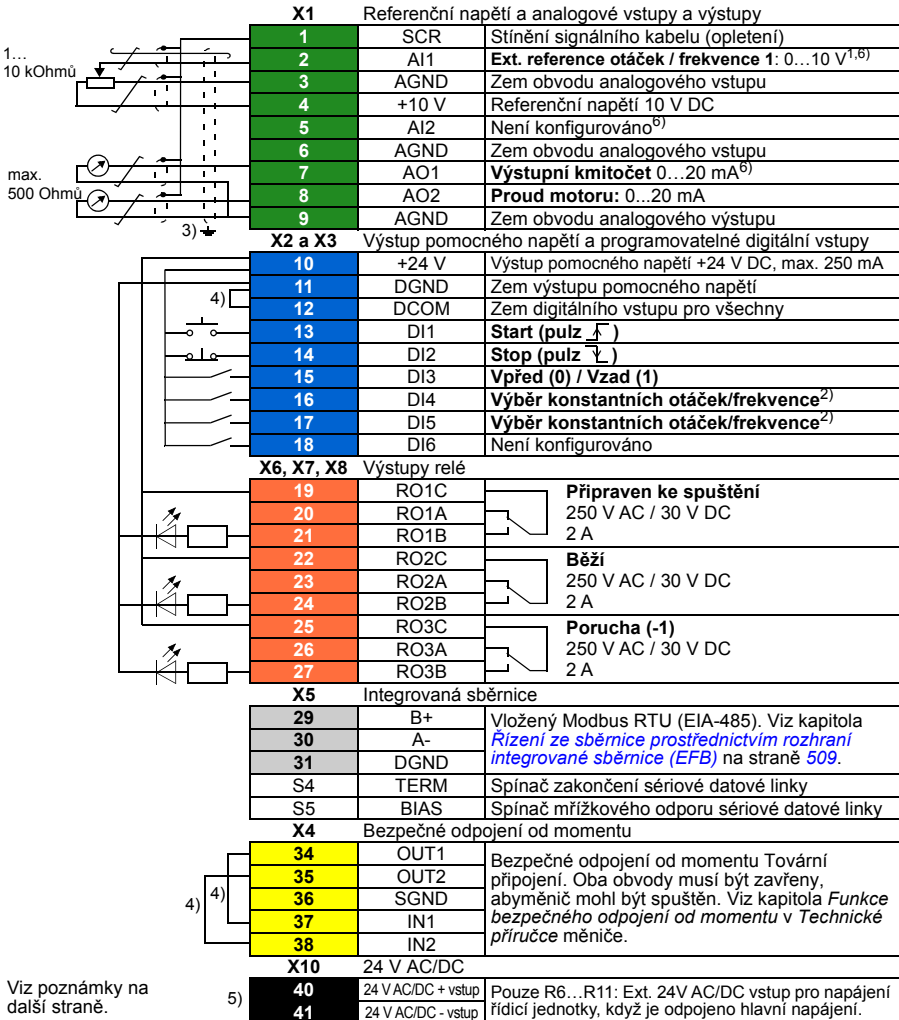 X1 Referenční napětí a analogové vstupy a výstupy
1 SCR Stínění signálního kabelu (opletení)
1… 10 kOhmů
2 AI1 Ext. reference otáček / frekvence 1: 0…10 V1,6)
3 AGND Zem obvodu analogového vstupu
4 +10 V Referenční napětí 10 V DC
5 AI2 Není konfigurováno6)
6 AGND Zem obvodu analogového vstupu
max. 500 Ohmů
7 AO1 Výstupní kmitočet 0…20 mA6)
8 AO2 Proud motoru: 0...20 mA
9 AGND Zem obvodu analogového výstupu
3)
X2 a X3 Výstup pomocného napětí a programovatelné digitální vstupy
10 +24 V Výstup pomocného napětí +24 V DC, max. 250 mA
11 DGND Zem výstupu pomocného napětí
4)
12 DCOM Zem digitálního vstupu pro všechny
13 DI1 Start (pulz )
14 DI2 Stop (pulz )
15 DI3 Vpřed (0) / Vzad (1)
16 DI4 Výběr konstantních otáček/frekvence2)
17 DI5 Výběr konstantních otáček/frekvence2)
18 DI6 Není konfigurováno
X6, X7, X8 Výstupy relé
19 RO1C Připraven ke spuštění
20 RO1A 250 V AC / 30 V DC
21 RO1B 2 A
22 RO2C Běží
23 RO2A 250 V AC / 30 V DC
24 RO2B 2 A
25 RO3C Porucha (-1)
26 RO3A 250 V AC / 30 V DC
27 RO3B 2 A
X5 Integrovaná sběrnice
29 B+ Vložený Modbus RTU (EIA-485). Viz kapitola
30 A- Řízení ze sběrnice prostřednictvím rozhraní
31 DGND integrované sběrnice (EFB) na straně 509.
S4 TERM Spínač zakončení sériové datové linky
S5 BIAS Spínač mřížkového odporu sériové datové linky
X4 Bezpečné odpojení od momentu
34 OUT1 Bezpečné odpojení od momentu Tovární
35 OUT2 připojení. Oba obvody musí být zavřeny,
4) 4)
36 SGND abyměnič mohl být spuštěn. Viz kapitola Funkce
37 IN1 bezpečného odpojení od momentu v Technické
38 IN2 příručce měniče.
X10 24 V AC/DC
Viz poznámky na
další straně.
5)
40 24 V AC/DC + vstup Pouze R6…R11: Ext. 24V AC/DC vstup pro napájení
41 24 V AC/DC - vstup řídicí jednotky, když je odpojeno hlavní napájení.